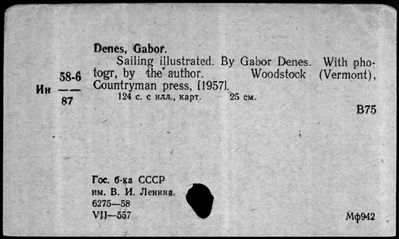 Denes, Gabor.
Sailing illustrated. By Gabor Denes. With pho-
togr, by the author. Woodstock (Vermont),
Countryman press, [1957].
124 с. с илл., карт. 25 см.
Ин 58-6
87
В75
Гос. б-ка СССР
им. В. И. Ленина.
6275—58
VII—557
Мф942